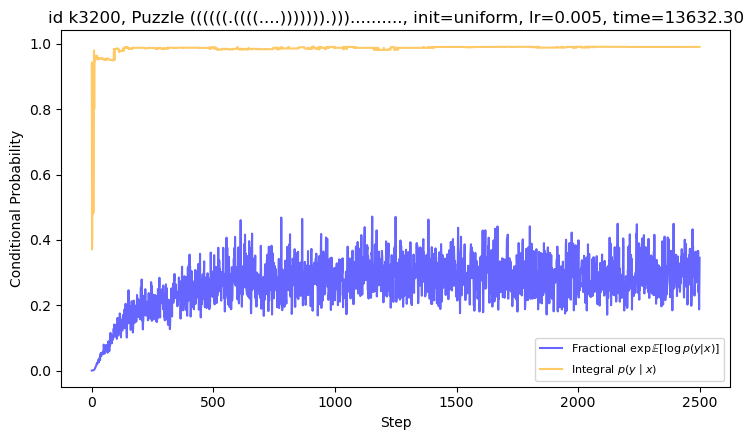 id k3200, Puzzle ((((((.((((....))))))).))).........., init=uniform, lr=0.005, time=13632.30
1.0
0.8
0.6
0.4
0.2
0.0
Conditional Probability
0
500
1000
1500
2000
2500
Step
Fractional exp𝔼[log p(y|x)]
Integral p(y | x)